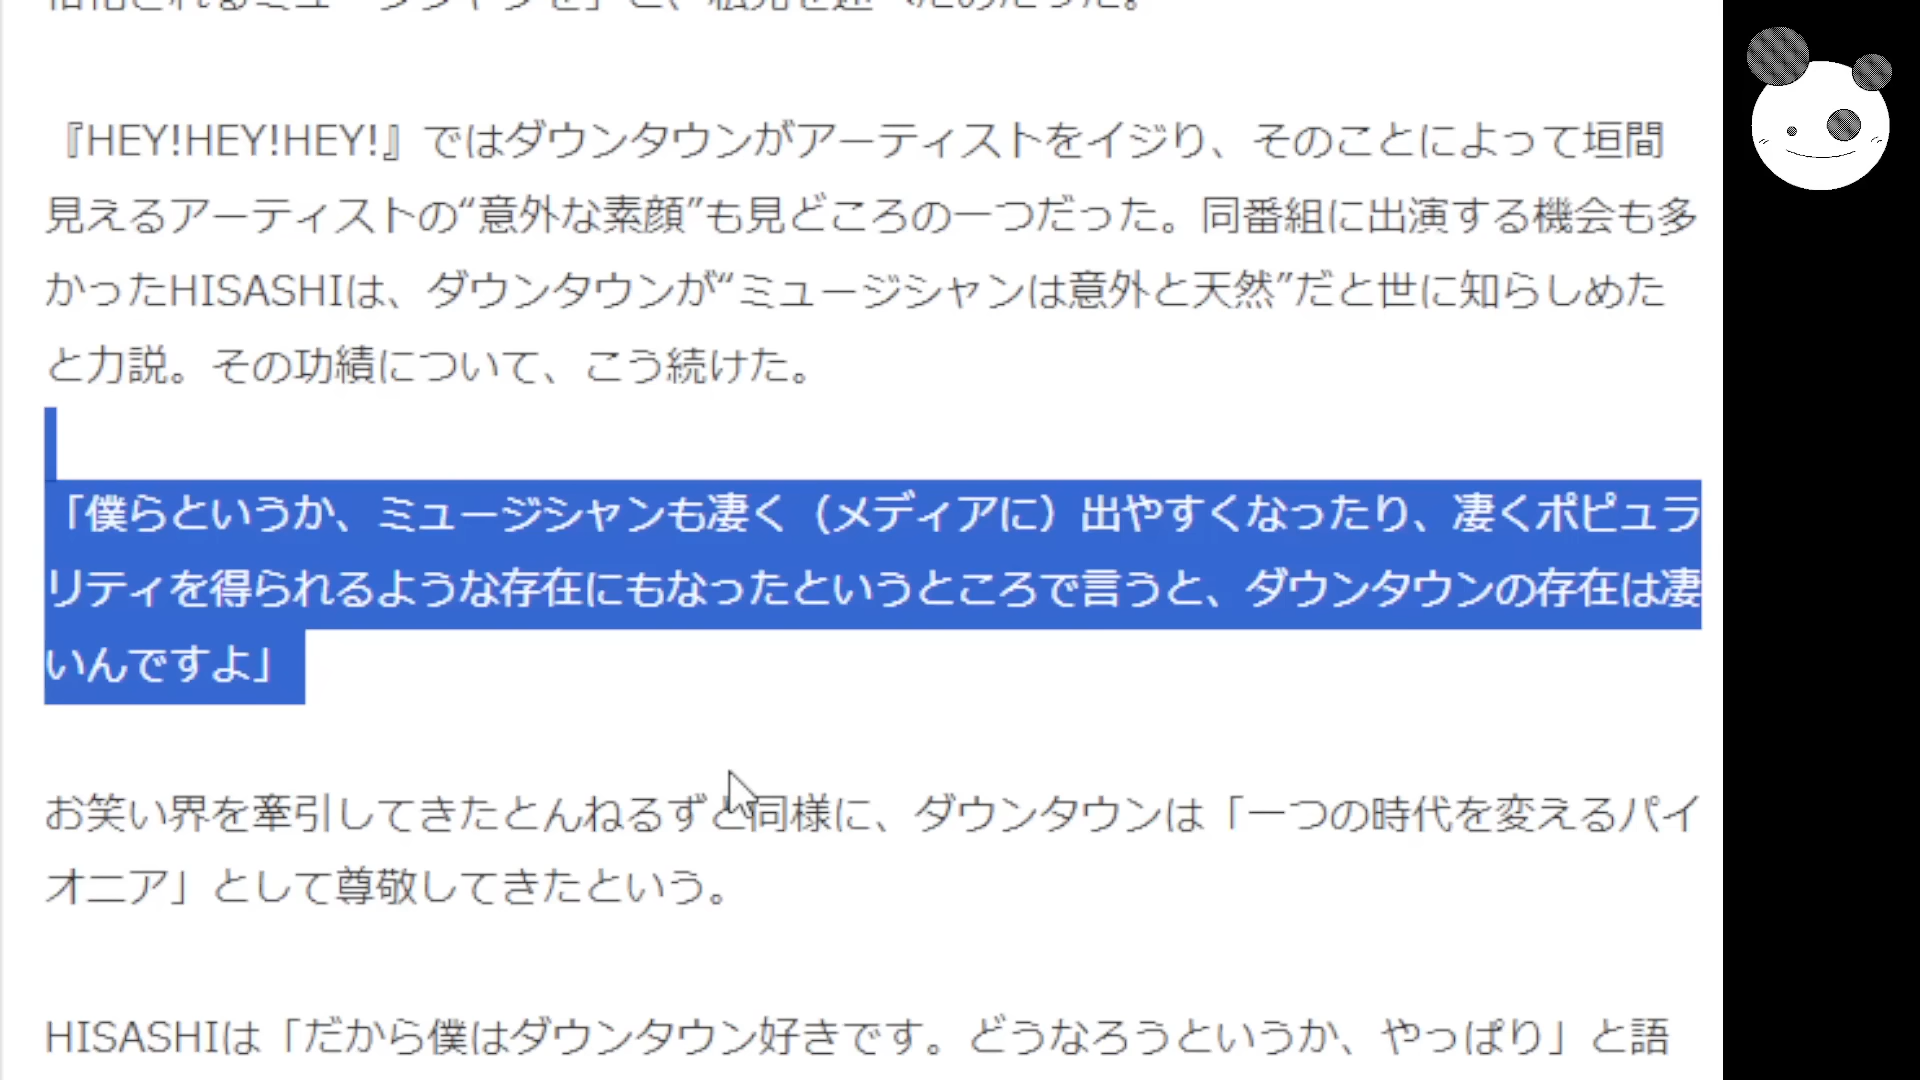 『HEY!HEY!HEY!』ではダウンタウンがアーティストをイジり、そのことによって垣間
見えるアーティストの“意外な素顔”も見どころの一つだった。同番組に出演する機会も多
かったHISASHIは、ダウンタウンが“ミュージシャンは意外と天然”だと世に知らしめた
と力説。その功績について、こう続けた。
「僕らというか、ミュージシャンも凄く（メディアに）出やすくなったり、凄くポピュラ
リティを得られるような存在にもなったというところで言うと、ダウンタウンの存在は凄
いんですよ」
お笑い界を牽引してきたとんねるずと同様に、ダウンタウンは「一つの時代を変えるパイ
オニア」として尊敬してきたという。
HISASHIは「だから僕はダウンタウン好きです。どうなろうというか、やっぱり」と語